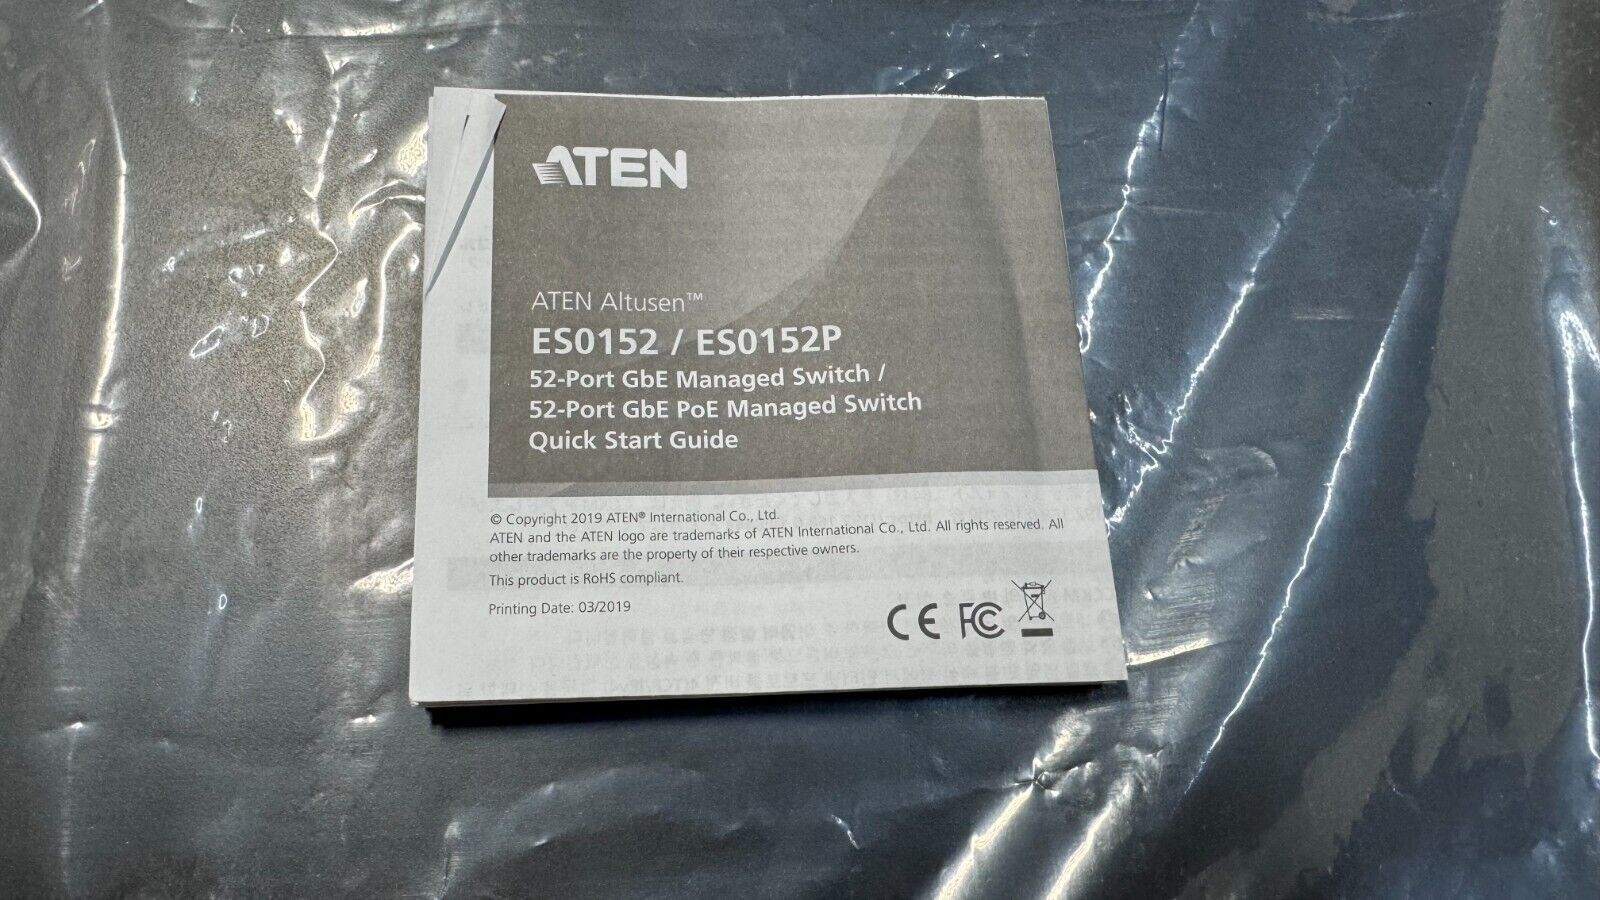 ATEN
ATEN Altusen™
ES0152 / ES0152P
52-Port GbE Managed Switch /
52-Port GbE PoE Managed Switch
Quick Start Guide
© Copyright 2019 ATEN® International Co., Ltd.
ATEN and the ATEN logo are trademarks of ATEN International Co., Ltd. All rights reserved. All
other trademarks are the property of their respective owners.
This product is RoHS compliant.
Printing Date: 03/2019
CE FC